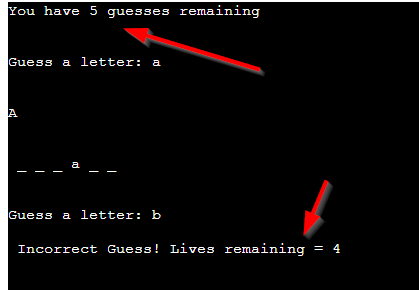 You have 5 guesses remaining
Guess a letter: a
A
_ _ _ a _ _
Guess a letter: b
Incorrect Guess! Lives remaining = 4